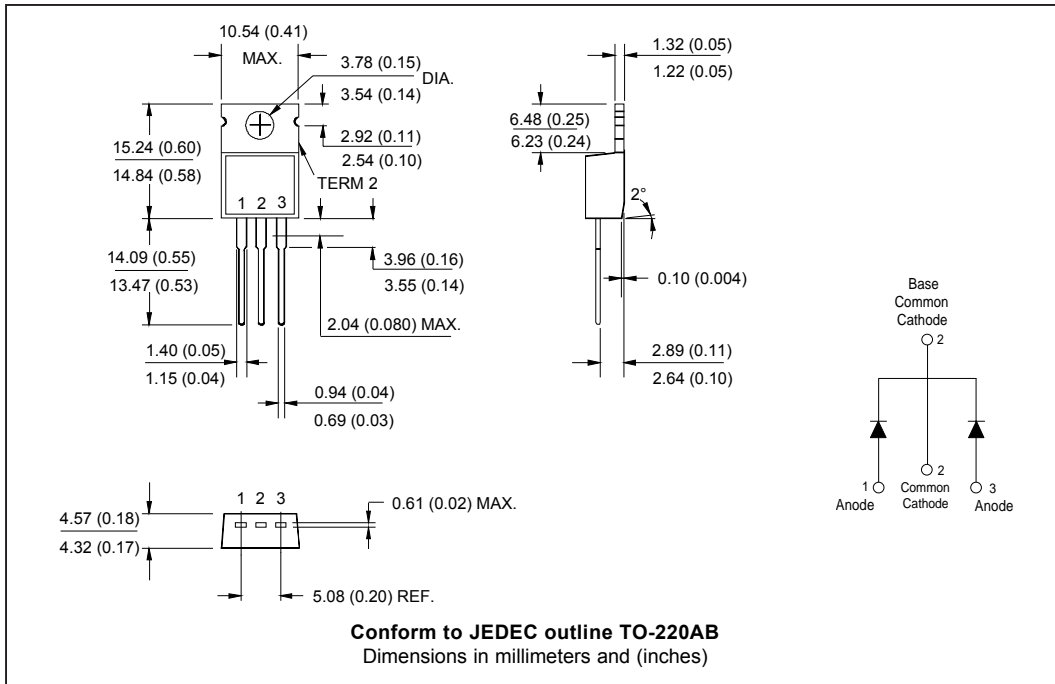 10.54 (0.41)
MAX.
3.78 (0.15)
3.54 (0.14)
DIA.
2.92 (0.11)
2.54 (0.10)
TERM 2
15.24 (0.60)
14.84 (0.58)
1 2 3
14.09 (0.55)
13.47 (0.53)
3.96 (0.16)
3.55 (0.14)
2.04 (0.080) MAX.
1.40 (0.05)
1.15 (0.04)
0.94 (0.04)
0.69 (0.03)
1.32 (0.05)
1.22 (0.05)
6.48 (0.25)
6.23 (0.24)
2°
0.10 (0.004)
2.89 (0.11)
2.64 (0.10)
Base
Common
Cathode
2
1
Anode
2
Common
Cathode
3
Anode
1 2 3
0.61 (0.02) MAX.
4.57 (0.18)
4.32 (0.17)
5.08 (0.20) REF.
Conform to JEDEC outline TO-220AB
Dimensions in millimeters and (inches)